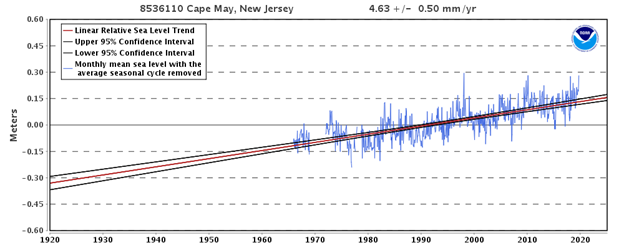 8536110 Cape May, New Jersey 4.63 +/- 0.50 mm/yr
Linear Relative Sea Level Trend
Upper 95% Confidence Interval
Lower 95% Confidence Interval
Monthly mean sea level with the
average seasonal cycle removed
Meters
0.60
0.45
0.30
0.15
0.00
-0.15
-0.30
-0.45
-0.60
1920 1930 1940 1950 1960 1970 1980 1990 2000 2010 2020